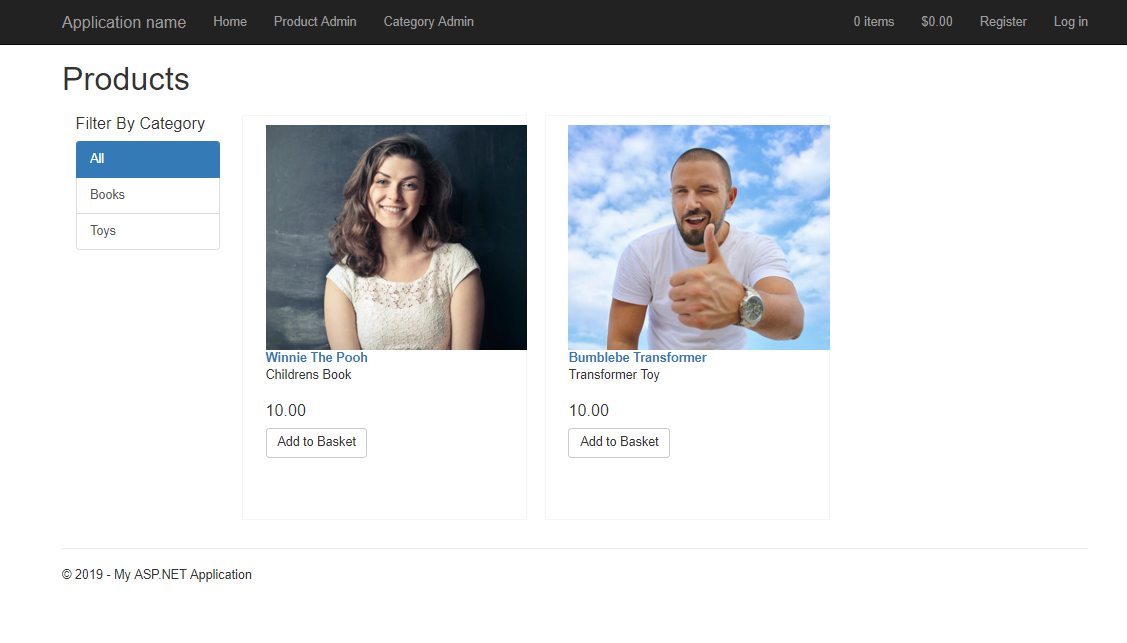 Application name Home Product Admin Category Admin 0 items $0.00 Register Log in
Products
Filter By Category
All
Books
Toys
Winnie The Pooh
Childrens Book
10.00
Add to Basket
Bumblebe Transformer
Transformer Toy
10.00
Add to Basket
© 2019 - My ASP.NET Application